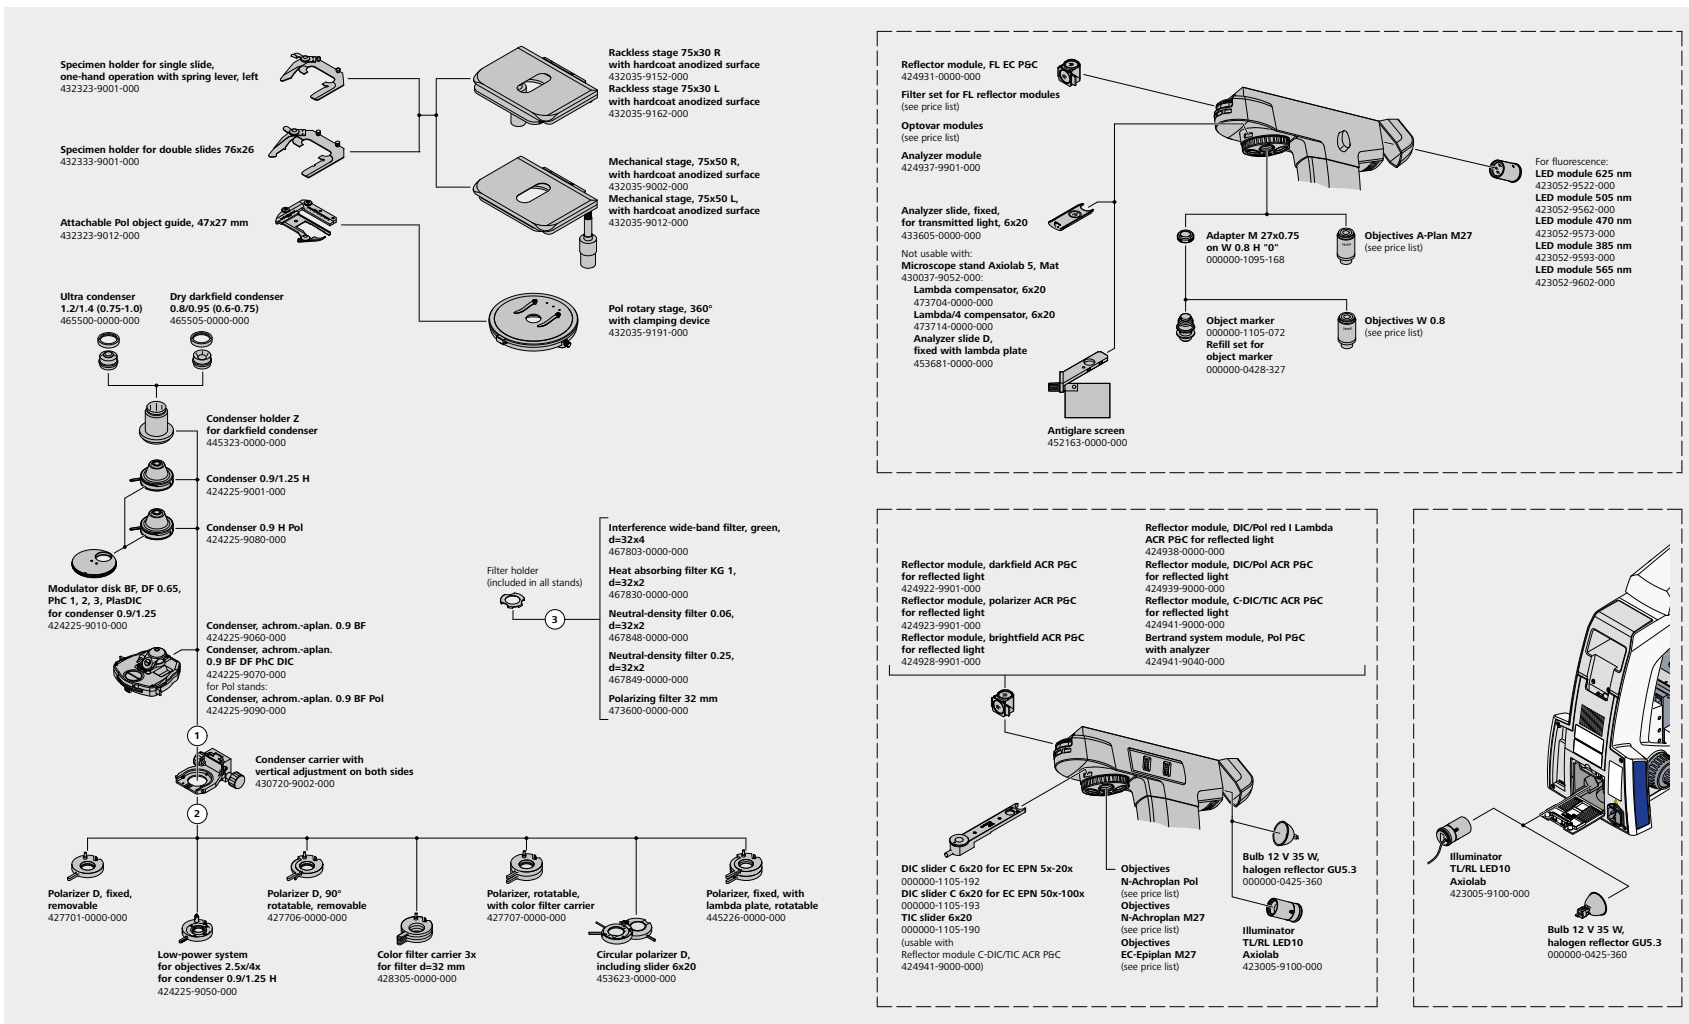 Specimen holder for single slide,
one-hand operation with spring lever, left
432323-9001-000
Specimen holder for double slides 76x26
432333-9001-000
Attachable Pol object guide, 47x27 mm
432323-9012-000
Rackless stage 75x30 R
with hardcoat anodized surface
432035-9152-000
Rackless stage 75x30 L
with hardcoat anodized surface
432035-9162-000
Mechanical stage, 75x50 R,
with hardcoat anodized surface
432035-9002-000
Mechanical stage, 75x50 L,
with hardcoat anodized surface
432035-9012-000
Pol rotary stage, 360°
with clamping device
432035-9191-000
Ultra condenser
1.2/1.4 (0.75-1.0)
465500-0000-000
Dry darkfield condenser
0.8/0.95 (0.6-0.75)
465505-0000-000
Condenser holder Z
for darkfield condenser
445323-0000-000
Condenser 0.9/1.25 H
424225-9001-000
Condenser 0.9 H Pol
424225-9080-000
Modulator disk BF, DF 0.65,
PhC 1, 2, 3, PlasDIC
for condenser 0.9/1.25
424225-9010-000
Condenser, achrom.-aplan. 0.9 BF
424225-9060-000
Condenser, achrom.-aplan.
0.9 BF DF PhC DIC
424225-9070-000
for Pol stands:
Condenser, achrom.-aplan. 0.9 BF Pol
424225-9090-000
1
Condenser carrier with
vertical adjustment on both sides
430720-9002-000
2
Polarizer D, fixed,
removable
427701-0000-000
Low-power system
for objectives 2.5x/4x
for condenser 0.9/1.25 H
424225-9050-000
Polarizer D, 90°
rotatable, removable
427706-0000-000
Color filter carrier 3x
for filter d=32 mm
428305-0000-000
Polarizer, rotatable,
with color filter carrier
427707-0000-000
Circular polarizer D,
including slider 6x20
453623-0000-000
Polarizer, fixed, with
lambda plate, rotatable
445226-0000-000
Filter holder
(included in all stands)
3
Interference wide-band filter, green,
d=32x4
467803-0000-000
Heat absorbing filter KG 1,
d=32x2
467830-0000-000
Neutral-density filter 0.06,
d=32x2
467848-0000-000
Neutral-density filter 0.25,
d=32x2
467849-0000-000
Polarizing filter 32 mm
473600-0000-000
Reflector module, FL EC P&C
424931-0000-000
Filter set for FL reflector modules
(see price list)
Optovar modules
(see price list)
Analyzer module
424937-9901-000
Analyzer slide, fixed,
for transmitted light, 6x20
433605-0000-000
Not usable with:
Microscope stand Axiolab 5, Mat
430037-9052-000:
Lambda compensator, 6x20
473704-0000-000
Lambda/4 compensator, 6x20
473714-0000-000
Analyzer slide D,
fixed with lambda plate
453681-0000-000
Antiglare screen
452163-0000-000
Adapter M 27x0.75
on W 0.8 H "0"
000000-1095-168
Objectives A-Plan M27
(see price list)
Object marker
000000-1105-072
Refill set for
object marker
000000-0428-327
Objectives W 0.8
(see price list)
For fluorescence:
LED module 625 nm
423052-9522-000
LED module 505 nm
423052-9562-000
LED module 470 nm
423052-9573-000
LED module 385 nm
423052-9593-000
LED module 565 nm
423052-9602-000
Reflector module, darkfield ACR P&C
for reflected light
424922-9901-000
Reflector module, polarizer ACR P&C
for reflected light
424923-9901-000
Reflector module, brightfield ACR P&C
for reflected light
424928-9901-000
Reflector module, DIC/Pol red I Lambda
ACR P&C for reflected light
424938-0000-000
Reflector module, DIC/Pol ACR P&C
for reflected light
424939-9000-000
Reflector module, C-DIC/TIC ACR P&C
for reflected light
424941-9000-000
Bertrand system module, Pol P&C
with analyzer
424941-9040-000
DIC slider C 6x20 for EC EPN 5x-20x
000000-1105-192
DIC slider C 6x20 for EC EPN 50x-100x
000000-1105-193
TIC slider 6x20
000000-1105-190
(usable with
Reflector module C-DIC/TIC ACR P&C
424941-9000-000)
Objectives
N-Achroplan Pol
(see price list)
Objectives
N-Achroplan M27
(see price list)
Objectives
EC-Epiplan M27
(see price list)
Bulb 12 V 35 W,
halogen reflector GU5.3
000000-0425-360
Illuminator
TL/RL LED10
Axiolab
423005-9100-000
Illuminator
TL/RL LED10
Axiolab
423005-9100-000
Bulb 12 V 35 W,
halogen reflector GU5.3
000000-0425-360